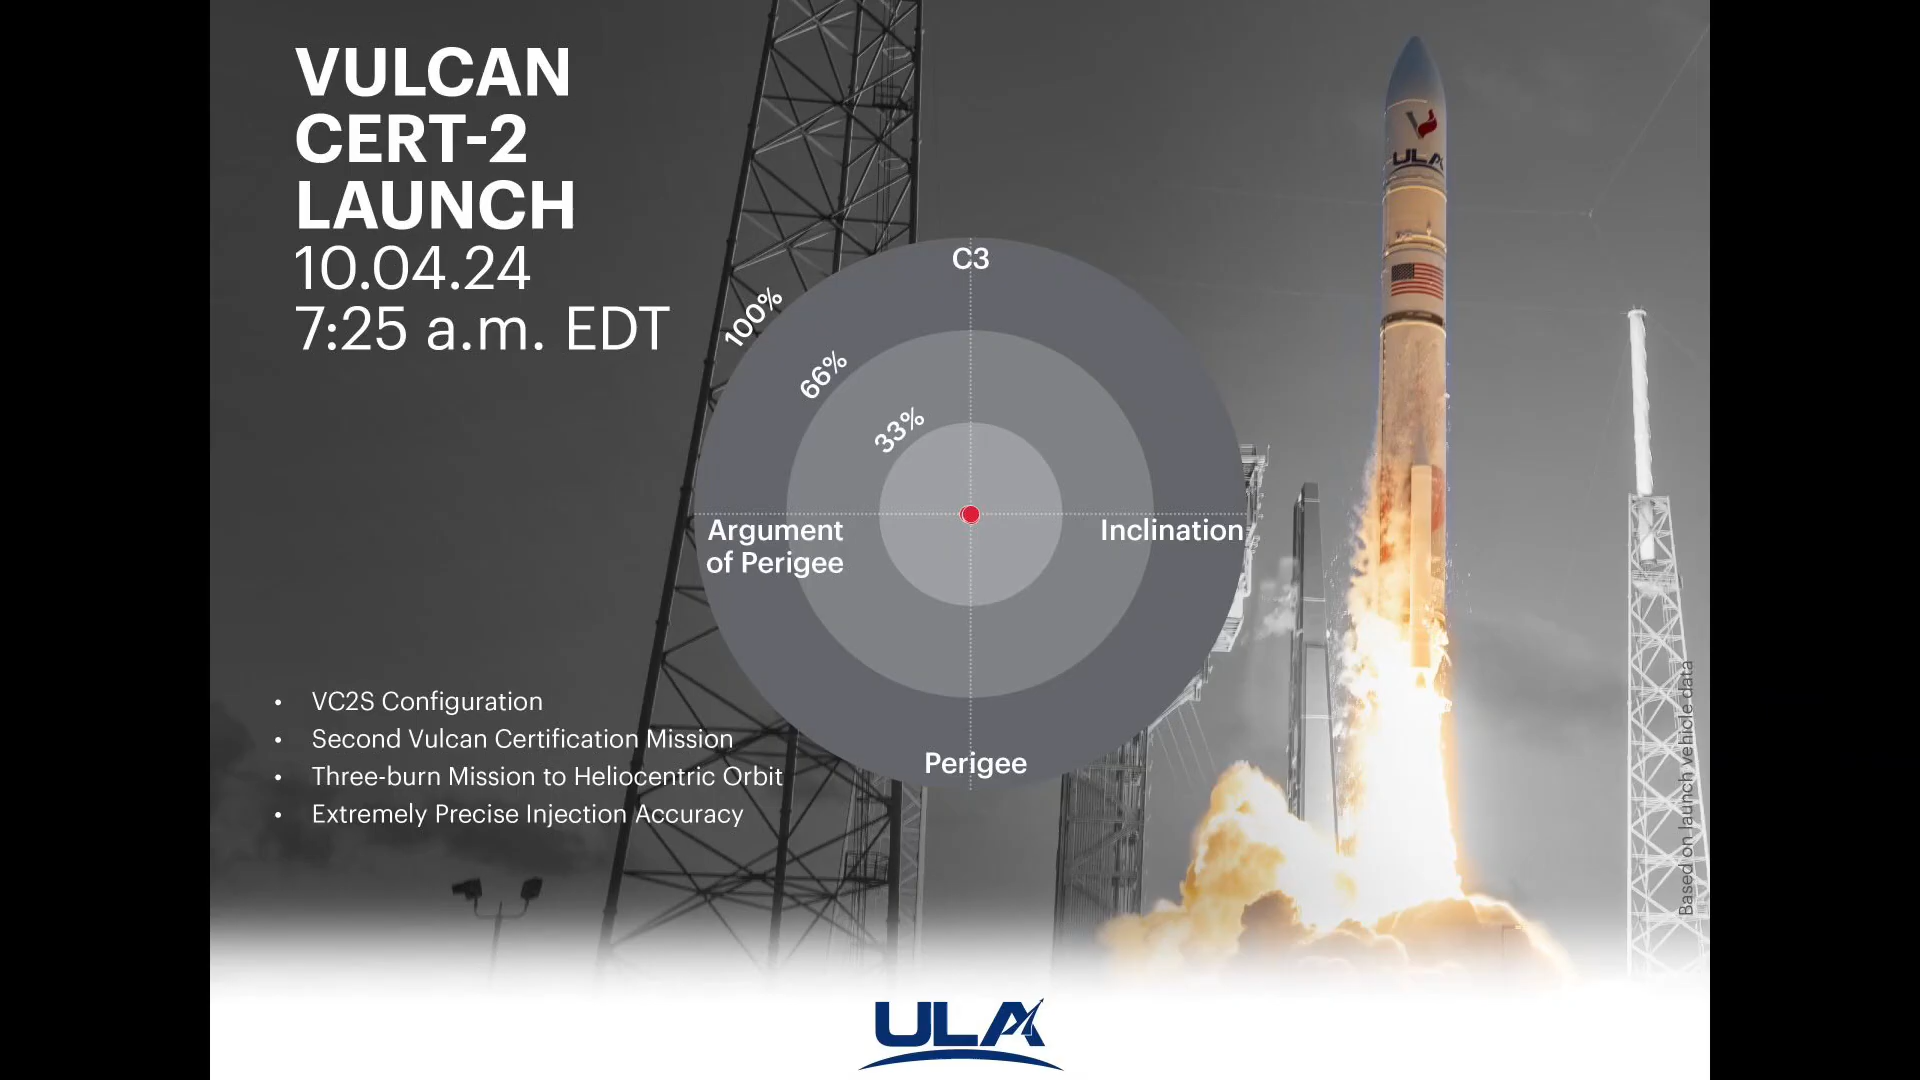 VULCAN
CERT-2
LAUNCH
10.04.24
7:25 a.m. EDT
C3
100%
66%
33%
Argument
of Perigee
Inclination
Perigee
• VC2S Configuration
• Second Vulcan Certification Mission
• Three-burn Mission to Heliocentric Orbit
• Extremely Precise Injection Accuracy
V
ULA
Based on launch vehicle data
ULA